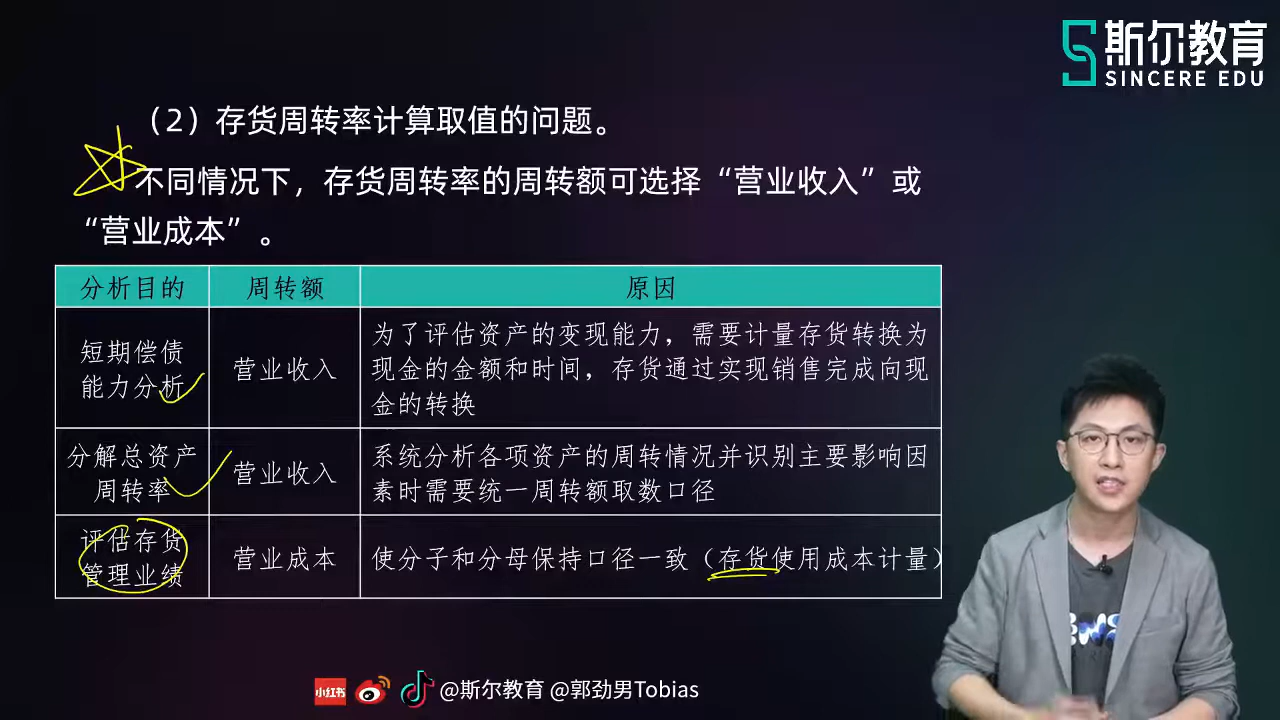 斯尔教育
SINCERE EDU
（2）存货周转率计算取值的问题。
不同情况下，存货周转率的周转额可选择“营业收入”或
“营业成本”。
分析目的
周转额
原因
短期偿债
能力分析
营业收入
为了评估资产的变现能力，需要计量存货转换为
现金的金额和时间，存货通过实现销售完成向现
金的转换
分解总资产
周转率
营业收入
系统分析各项资产的周转情况并识别主要影响因
素时需要统一周转额取数口径
评估存货
管理业绩
营业成本
使分子和分母保持口径一致（存货使用成本计量）
小红书
@斯尔教育 @郭劲男Tobias